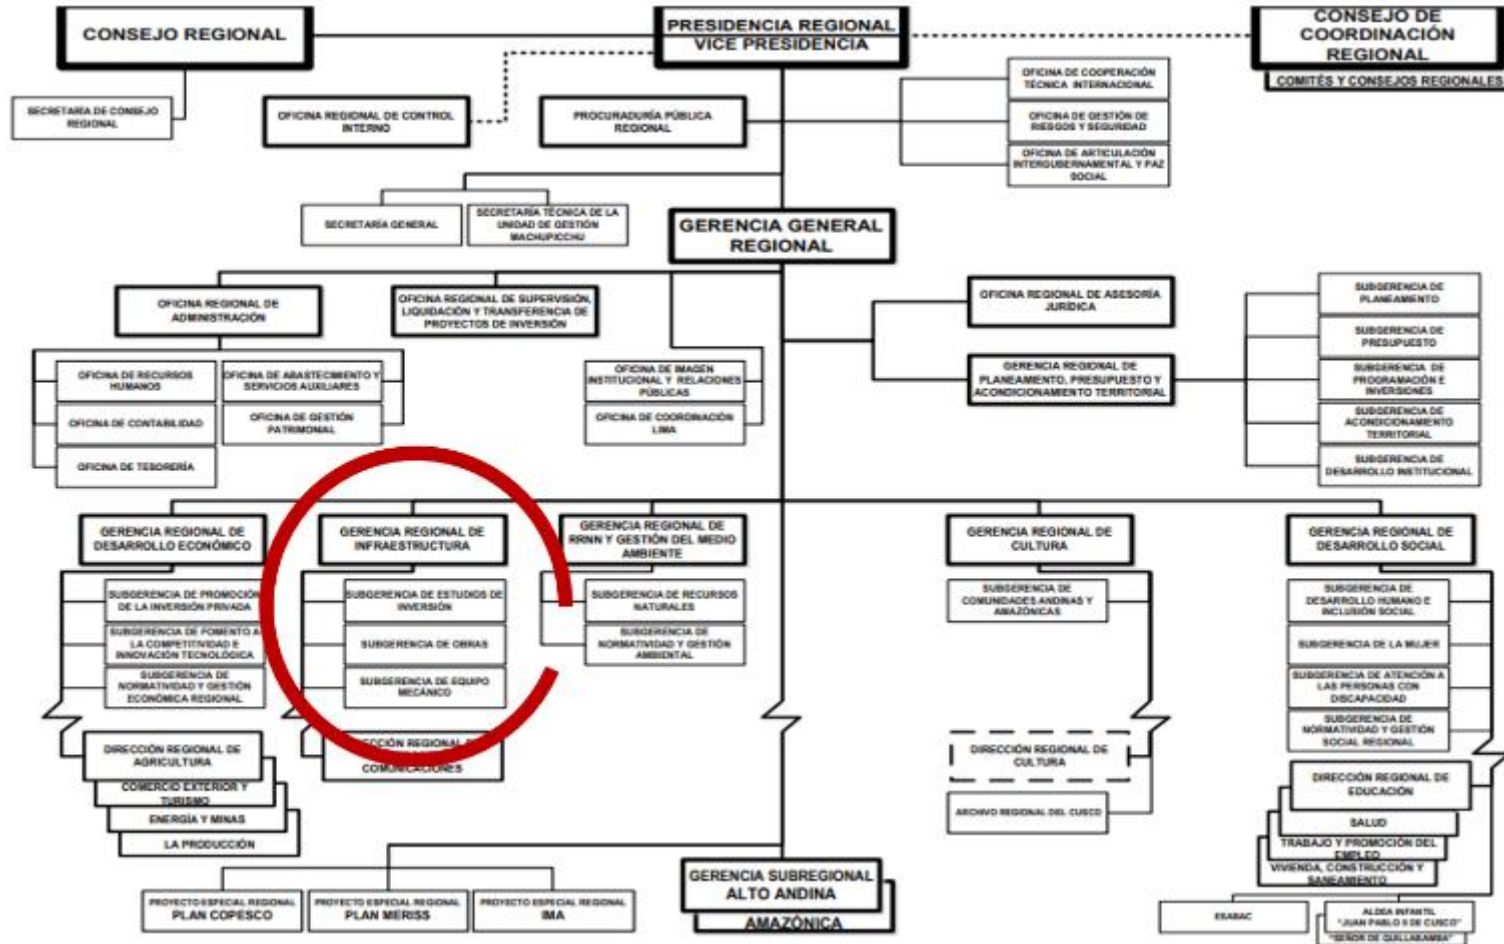 CONSEJO REGIONAL
PRESIDENCIA REGIONAL
VICE PRESIDENCIA
CONSEJO DE
COORDINACIÓN
REGIONAL
COMITÉS Y CONSEJOS REGIONALES
SECRETARÍA DE CONSEJO
REGIONAL
OFICINA REGIONAL DE CONTROL
INTERNO
PROCURADURÍA PÚBLICA
REGIONAL
OFICINA DE COOPERACIÓN
TÉCNICA INTERNACIONAL
OFICINA DE GESTIÓN DE
RIESGOS Y SEGURIDAD
OFICINA DE ARTICULACIÓN
INTERGUBERNAMENTAL Y PAZ
SOCIAL
SECRETARÍA GENERAL
SECRETARÍA TÉCNICA DE LA
UNIDAD DE GESTIÓN
MACHUPICCHU
GERENCIA GENERAL
REGIONAL
OFICINA REGIONAL DE
ADMINISTRACIÓN
OFICINA REGIONAL DE SUPERVISIÓN,
LIQUIDACIÓN Y TRANSFERENCIA DE
PROYECTOS DE INVERSIÓN
OFICINA REGIONAL DE ASESORÍA
JURÍDICA
GERENCIA REGIONAL DE
PLANEAMIENTO, PRESUPUESTO Y
ACONDICIONAMIENTO TERRITORIAL
SUBGERENCIA DE
PLANEAMIENTO
SUBGERENCIA DE
PRESUPUESTO
SUBGERENCIA DE
PROGRAMACIÓN E
INVERSIONES
SUBGERENCIA DE
ACONDICIONAMIENTO
TERRITORIAL
SUBGERENCIA DE
DESARROLLO INSTITUCIONAL
OFICINA DE RECURSOS
HUMANOS
OFICINA DE ABASTECIMIENTO Y
SERVICIOS AUXILIARES
OFICINA DE CONTABILIDAD
OFICINA DE GESTIÓN
PATRIMONIAL
OFICINA DE TESORERÍA
OFICINA DE IMAGEN
INSTITUCIONAL Y RELACIONES
PÚBLICAS
OFICINA DE COORDINACIÓN
LIMA
GERENCIA REGIONAL DE
DESARROLLO ECONÓMICO
SUBGERENCIA DE PROMOCIÓN
DE LA INVERSIÓN PRIVADA
SUBGERENCIA DE FOMENTO A
LA COMPETITIVIDAD E
INNOVACIÓN TECNOLÓGICA
SUBGERENCIA DE
NORMATIVIDAD Y GESTIÓN
ECONÓMICA REGIONAL
DIRECCIÓN REGIONAL DE
AGRICULTURA
COMERCIO EXTERIOR Y
TURISMO
ENERGÍA Y MINAS
LA PRODUCCIÓN
GERENCIA REGIONAL DE
INFRAESTRUCTURA
SUBGERENCIA DE ESTUDIOS DE
INVERSIÓN
SUBGERENCIA DE OBRAS
SUBGERENCIA DE EQUIPO
MECÁNICO
REGIONAL
COMUNICACIONES
GERENCIA REGIONAL DE
RRNN Y GESTIÓN DEL MEDIO
AMBIENTE
SUBGERENCIA DE RECURSOS
NATURALES
SUBGERENCIA DE
NORMATIVIDAD Y GESTIÓN
AMBIENTAL
GERENCIA REGIONAL DE
CULTURA
SUBGERENCIA DE
COMUNIDADES ANDINAS Y
AMAZÓNICAS
DIRECCIÓN REGIONAL DE
CULTURA
ARCHIVO REGIONAL DEL CUSCO
GERENCIA REGIONAL DE
DESARROLLO SOCIAL
SUBGERENCIA DE
DESARROLLO HUMANO E
INCLUSIÓN SOCIAL
SUBGERENCIA DE LA MUJER
SUBGERENCIA DE ATENCIÓN A
LAS PERSONAS CON
DISCAPACIDAD
SUBGERENCIA DE
NORMATIVIDAD Y GESTIÓN
SOCIAL REGIONAL
DIRECCIÓN REGIONAL DE
EDUCACIÓN
SALUD
TRABAJO Y PROMOCIÓN DEL
EMPLEO
VIVIENDA, CONSTRUCCIÓN Y
SANEAMIENTO
PROYECTO ESPECIAL REGIONAL
PLAN COPESCO
PROYECTO ESPECIAL REGIONAL
PLAN MERISS
PROYECTO ESPECIAL REGIONAL
IMA
GERENCIA SUBREGIONAL
ALTO ANDINA
AMAZÓNICA
ESABAC
ALDEA INFANTIL
"JUAN PABLO II DE CUSCO"
"SEÑOR DE QUILLABAMBA"